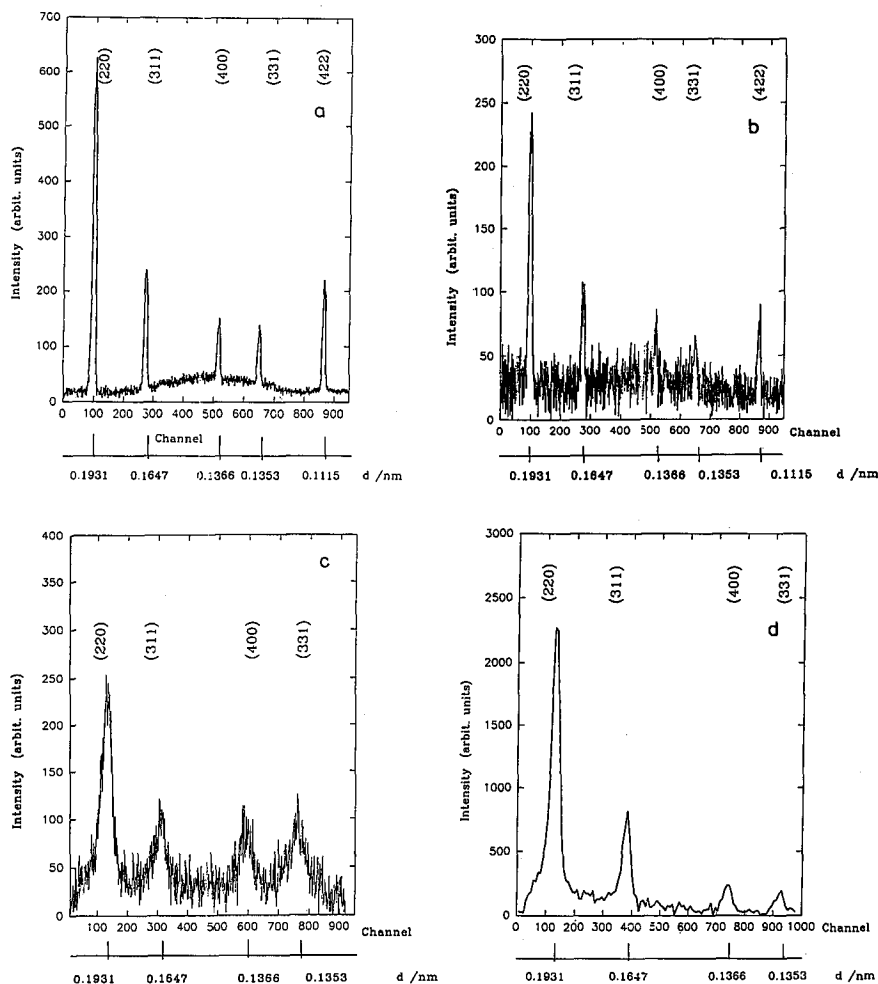 a
(220) (311) (400) (331) (422)
Intensity (arbit. units)
700
600
500
400
300
200
100
0
0 100 200 300 400 500 600 700 800 900
Channel
0.1931 0.1647 0.1366 0.1353 0.1115 d /nm
b
(220) (311) (400) (331) (422)
Intensity (arbit. units)
300
250
200
150
100
50
0
0 100 200 300 400 500 600 700 800 900 Channel
0.1931 0.1647 0.1366 0.1353 0.1115 d /nm
c
(220) (311) (400) (331)
Intensity (arbit. units)
400
350
300
250
200
150
100
50
0
100 200 300 400 500 600 700 800 900 Channel
0.1931 0.1647 0.1366 0.1353 d /nm
d
(220) (311) (400) (331)
Intensity (arbit. units)
3000
2500
2000
1500
1000
500
0
0 100 200 300 400 500 600 700 800 900 1000
Channel
0.1931 0.1647 0.1366 0.1353 d /nm